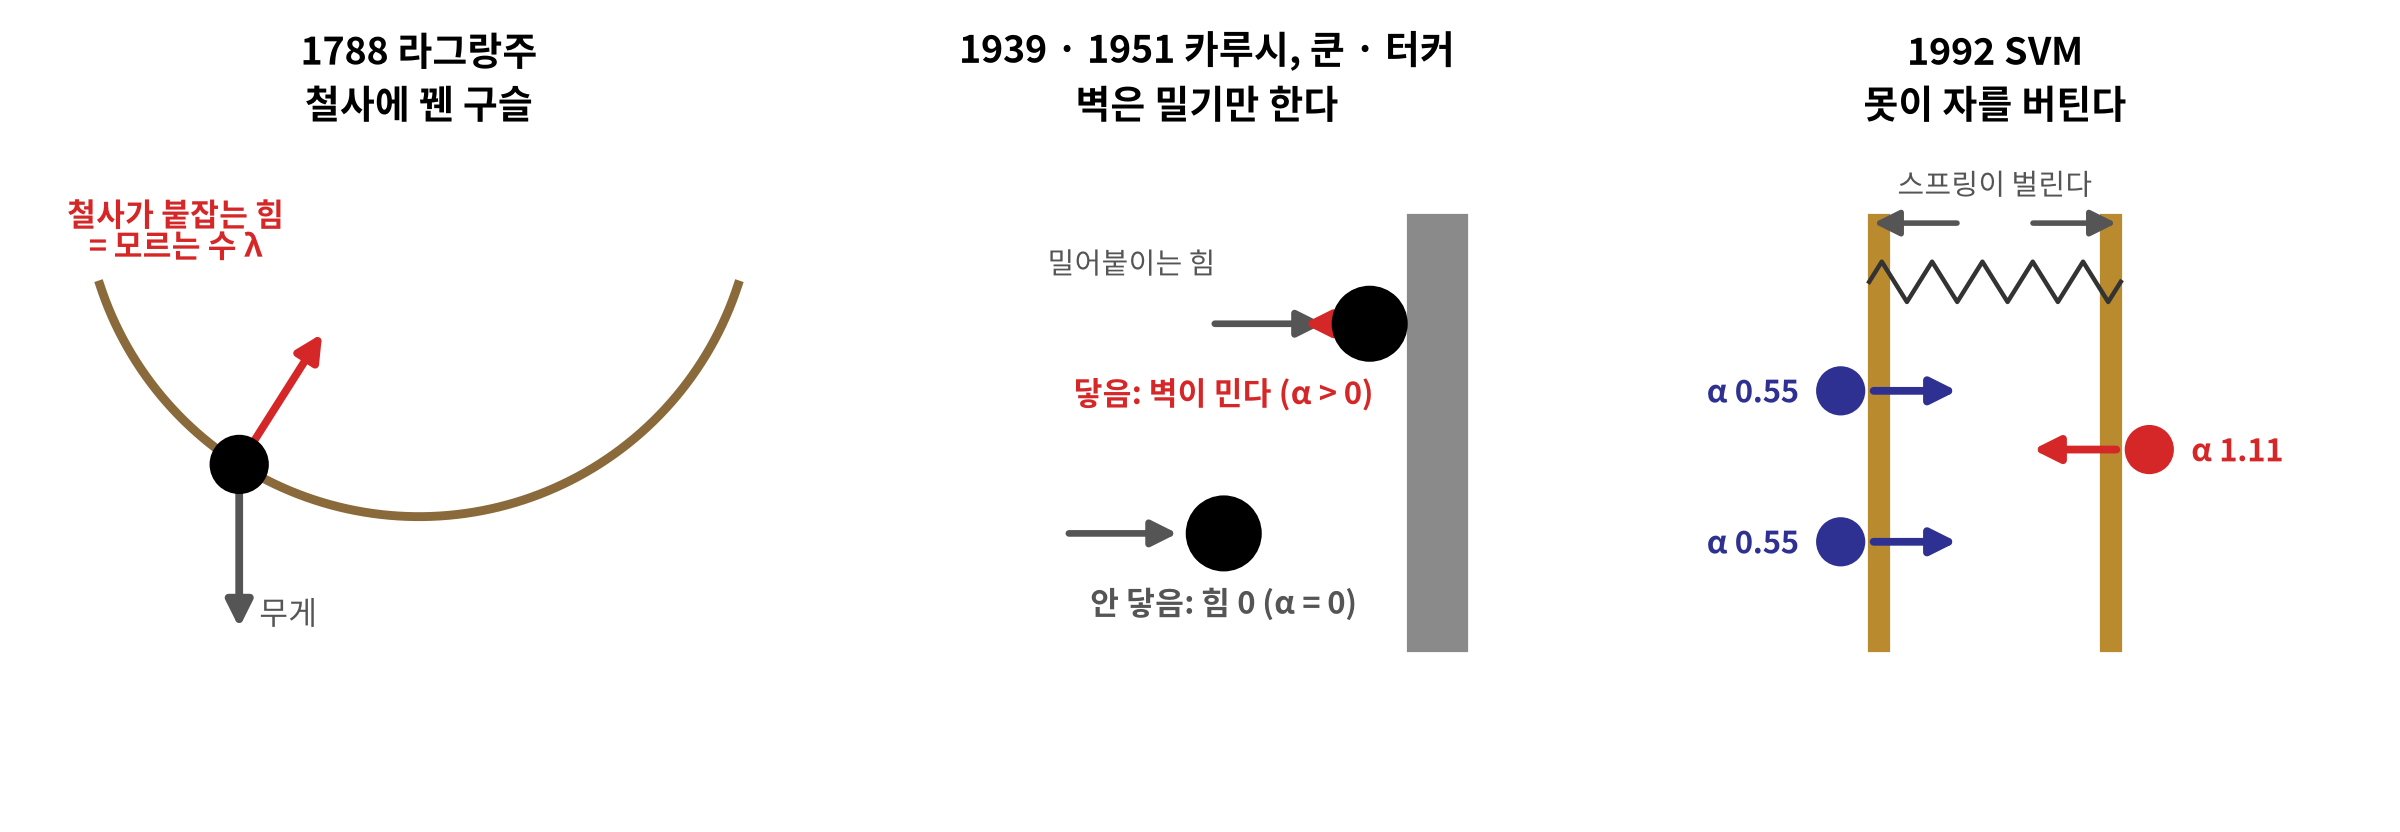 1788 라그랑주
철사에 꿴 구슬
철사가 붙잡는 힘
= 모르는 수 λ
무게
1939 · 1951 카루시, 쿤 · 터커
벽은 밀기만 한다
밀어붙이는 힘
닿음: 벽이 민다 (α > 0)
안 닿음: 힘 0 (α = 0)
1992 SVM
못이 자를 버틴다
스프링이 벌린다
α 0.55
α 1.11
α 0.55